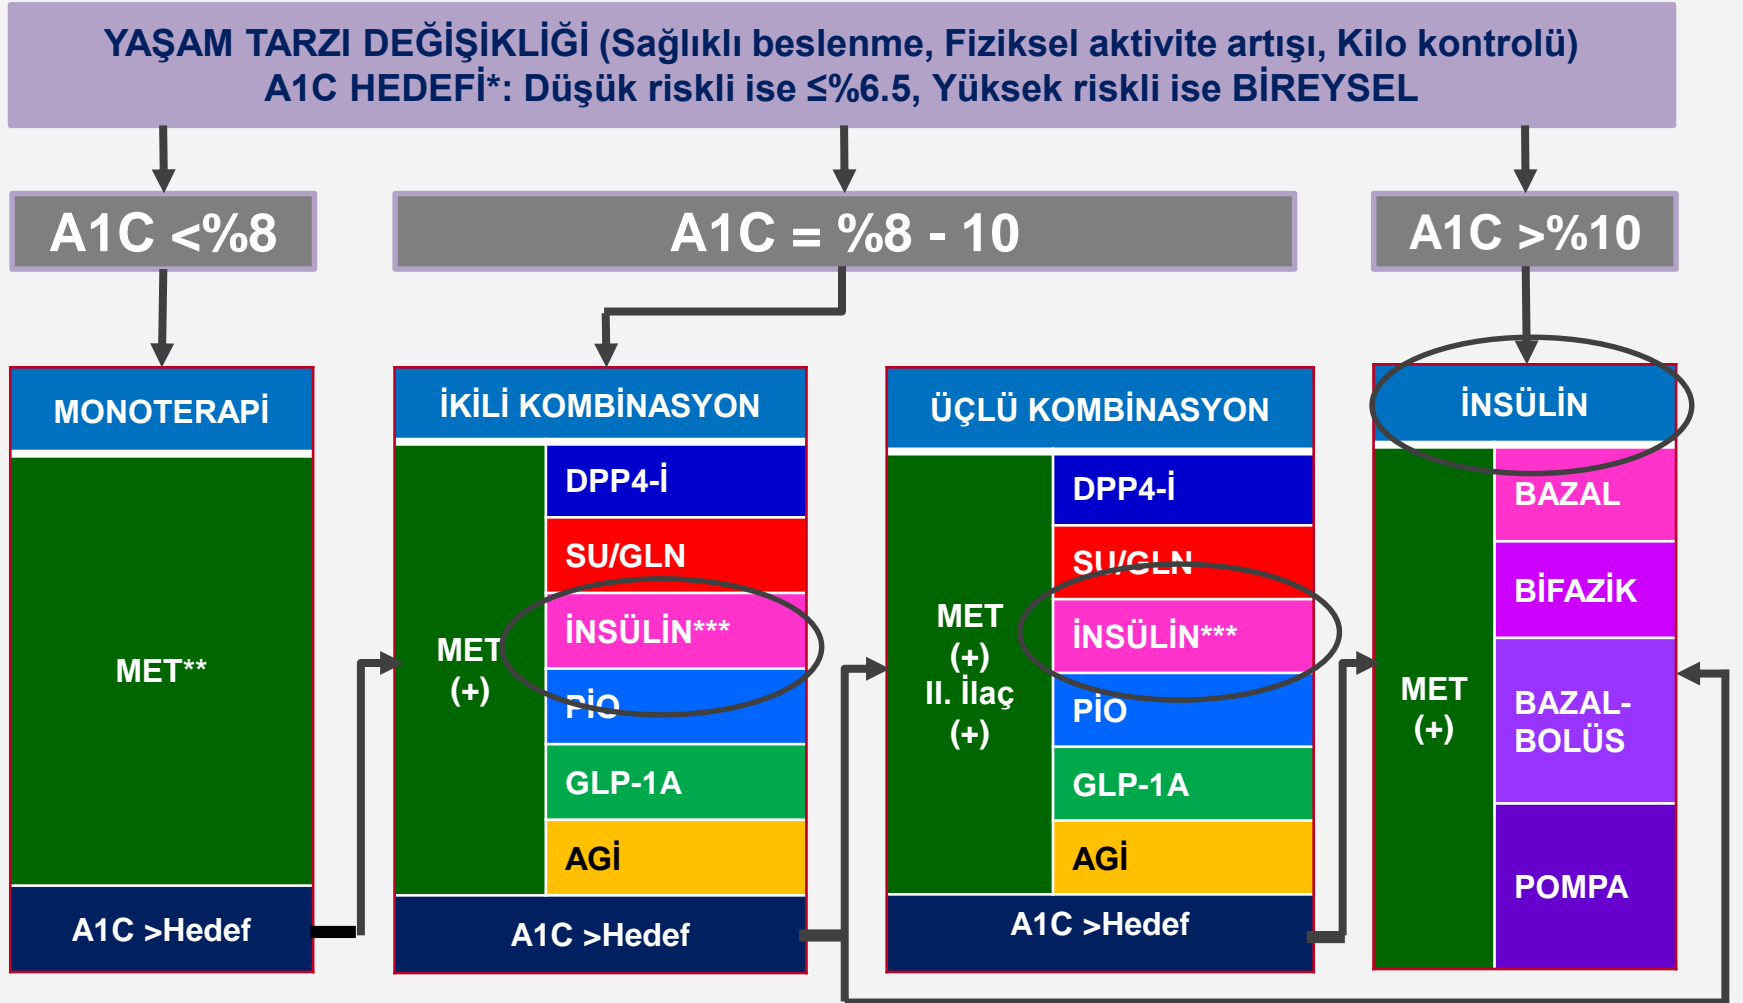 YAŞAM TARZI DEĞİŞİKLİĞİ (Sağlıklı beslenme, Fiziksel aktivite artışı, Kilo kontrolü)
A1C HEDEFİ*: Düşük riskli ise ≤%6.5, Yüksek riskli ise BİREYSEL
A1C <%8
A1C = %8 - 10
A1C >%10
MONOTERAPİ
MET**
A1C >Hedef
İKİLİ KOMBİNASYON
MET
(+)
DPP4-İ
SU/GLN
İNSÜLİN***
PİO
GLP-1A
AGİ
A1C >Hedef
ÜÇLÜ KOMBİNASYON
MET
(+)
II. İlaç
(+)
DPP4-İ
SU/GLN
İNSÜLİN***
PİO
GLP-1A
AGİ
A1C >Hedef
İNSÜLİN
MET
(+)
BAZAL
BİFAZİK
BAZAL-
BOLÜS
POMPA